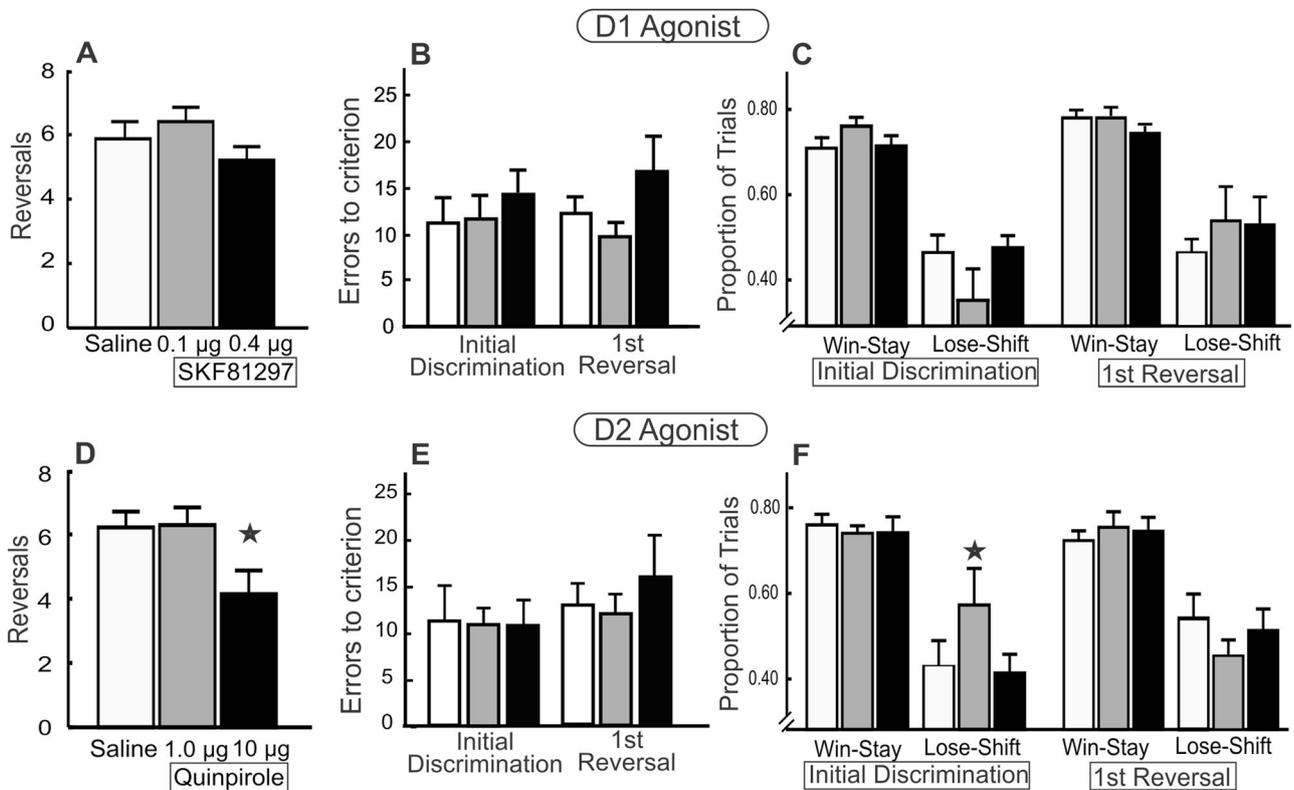 D1 Agonist
A
8
6
4
2
0
Reversals
Saline 0.1 µg 0.4 µg
SKF81297
B
25
20
15
10
5
0
Errors to criterion
Initial Discrimination
1st Reversal
C
0.80
0.60
0.40
Proportion of Trials
Win-Stay Lose-Shift
Initial Discrimination
Win-Stay Lose-Shift
1st Reversal
D2 Agonist
D
8
6
4
2
0
Reversals
Saline 1.0 µg 10 µg
Quinpirole
E
25
20
15
10
5
0
Errors to criterion
Initial Discrimination
1st Reversal
F
0.80
0.60
0.40
Proportion of Trials
Win-Stay Lose-Shift
Initial Discrimination
Win-Stay Lose-Shift
1st Reversal